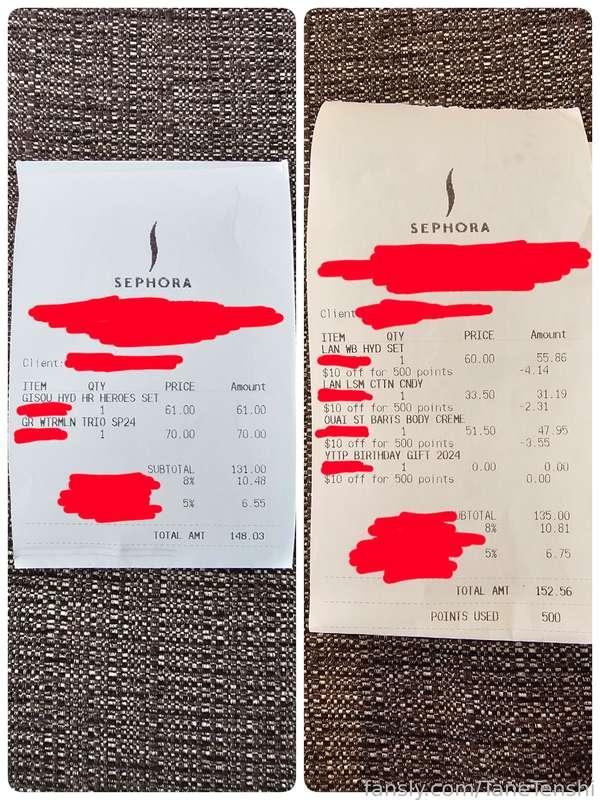 SEPHORA
Client:
ITEM QTY PRICE Amount
GISOU HYD HR HEROES SET
1 61.00 61.00
GR WTRMLN TRIO SP24
1 70.00 70.00
SUBTOTAL 131.00
8% 10.48
5% 6.55
TOTAL AMT 148.03
SEPHORA
Client
ITEM QTY PRICE Amount
LAN WB HYD SET
1 60.00 55.86
$10 off for 500 points -4.14
LAN LSM CTTN CNDY
1 33.50 31.19
$10 off for 500 points -2.31
OUAI ST BARTS BODY CREME
1 51.50 47.95
$10 off for 500 points -3.55
YITP BIRTHDAY GIFT 2024
1 0.00 0.00
$10 off for 500 points 0.00
UBTOTAL 135.00
8% 10.81
5% 6.75
TOTAL AMT 152.56
POINTS USED 500
fansly.com/TaneTenshi